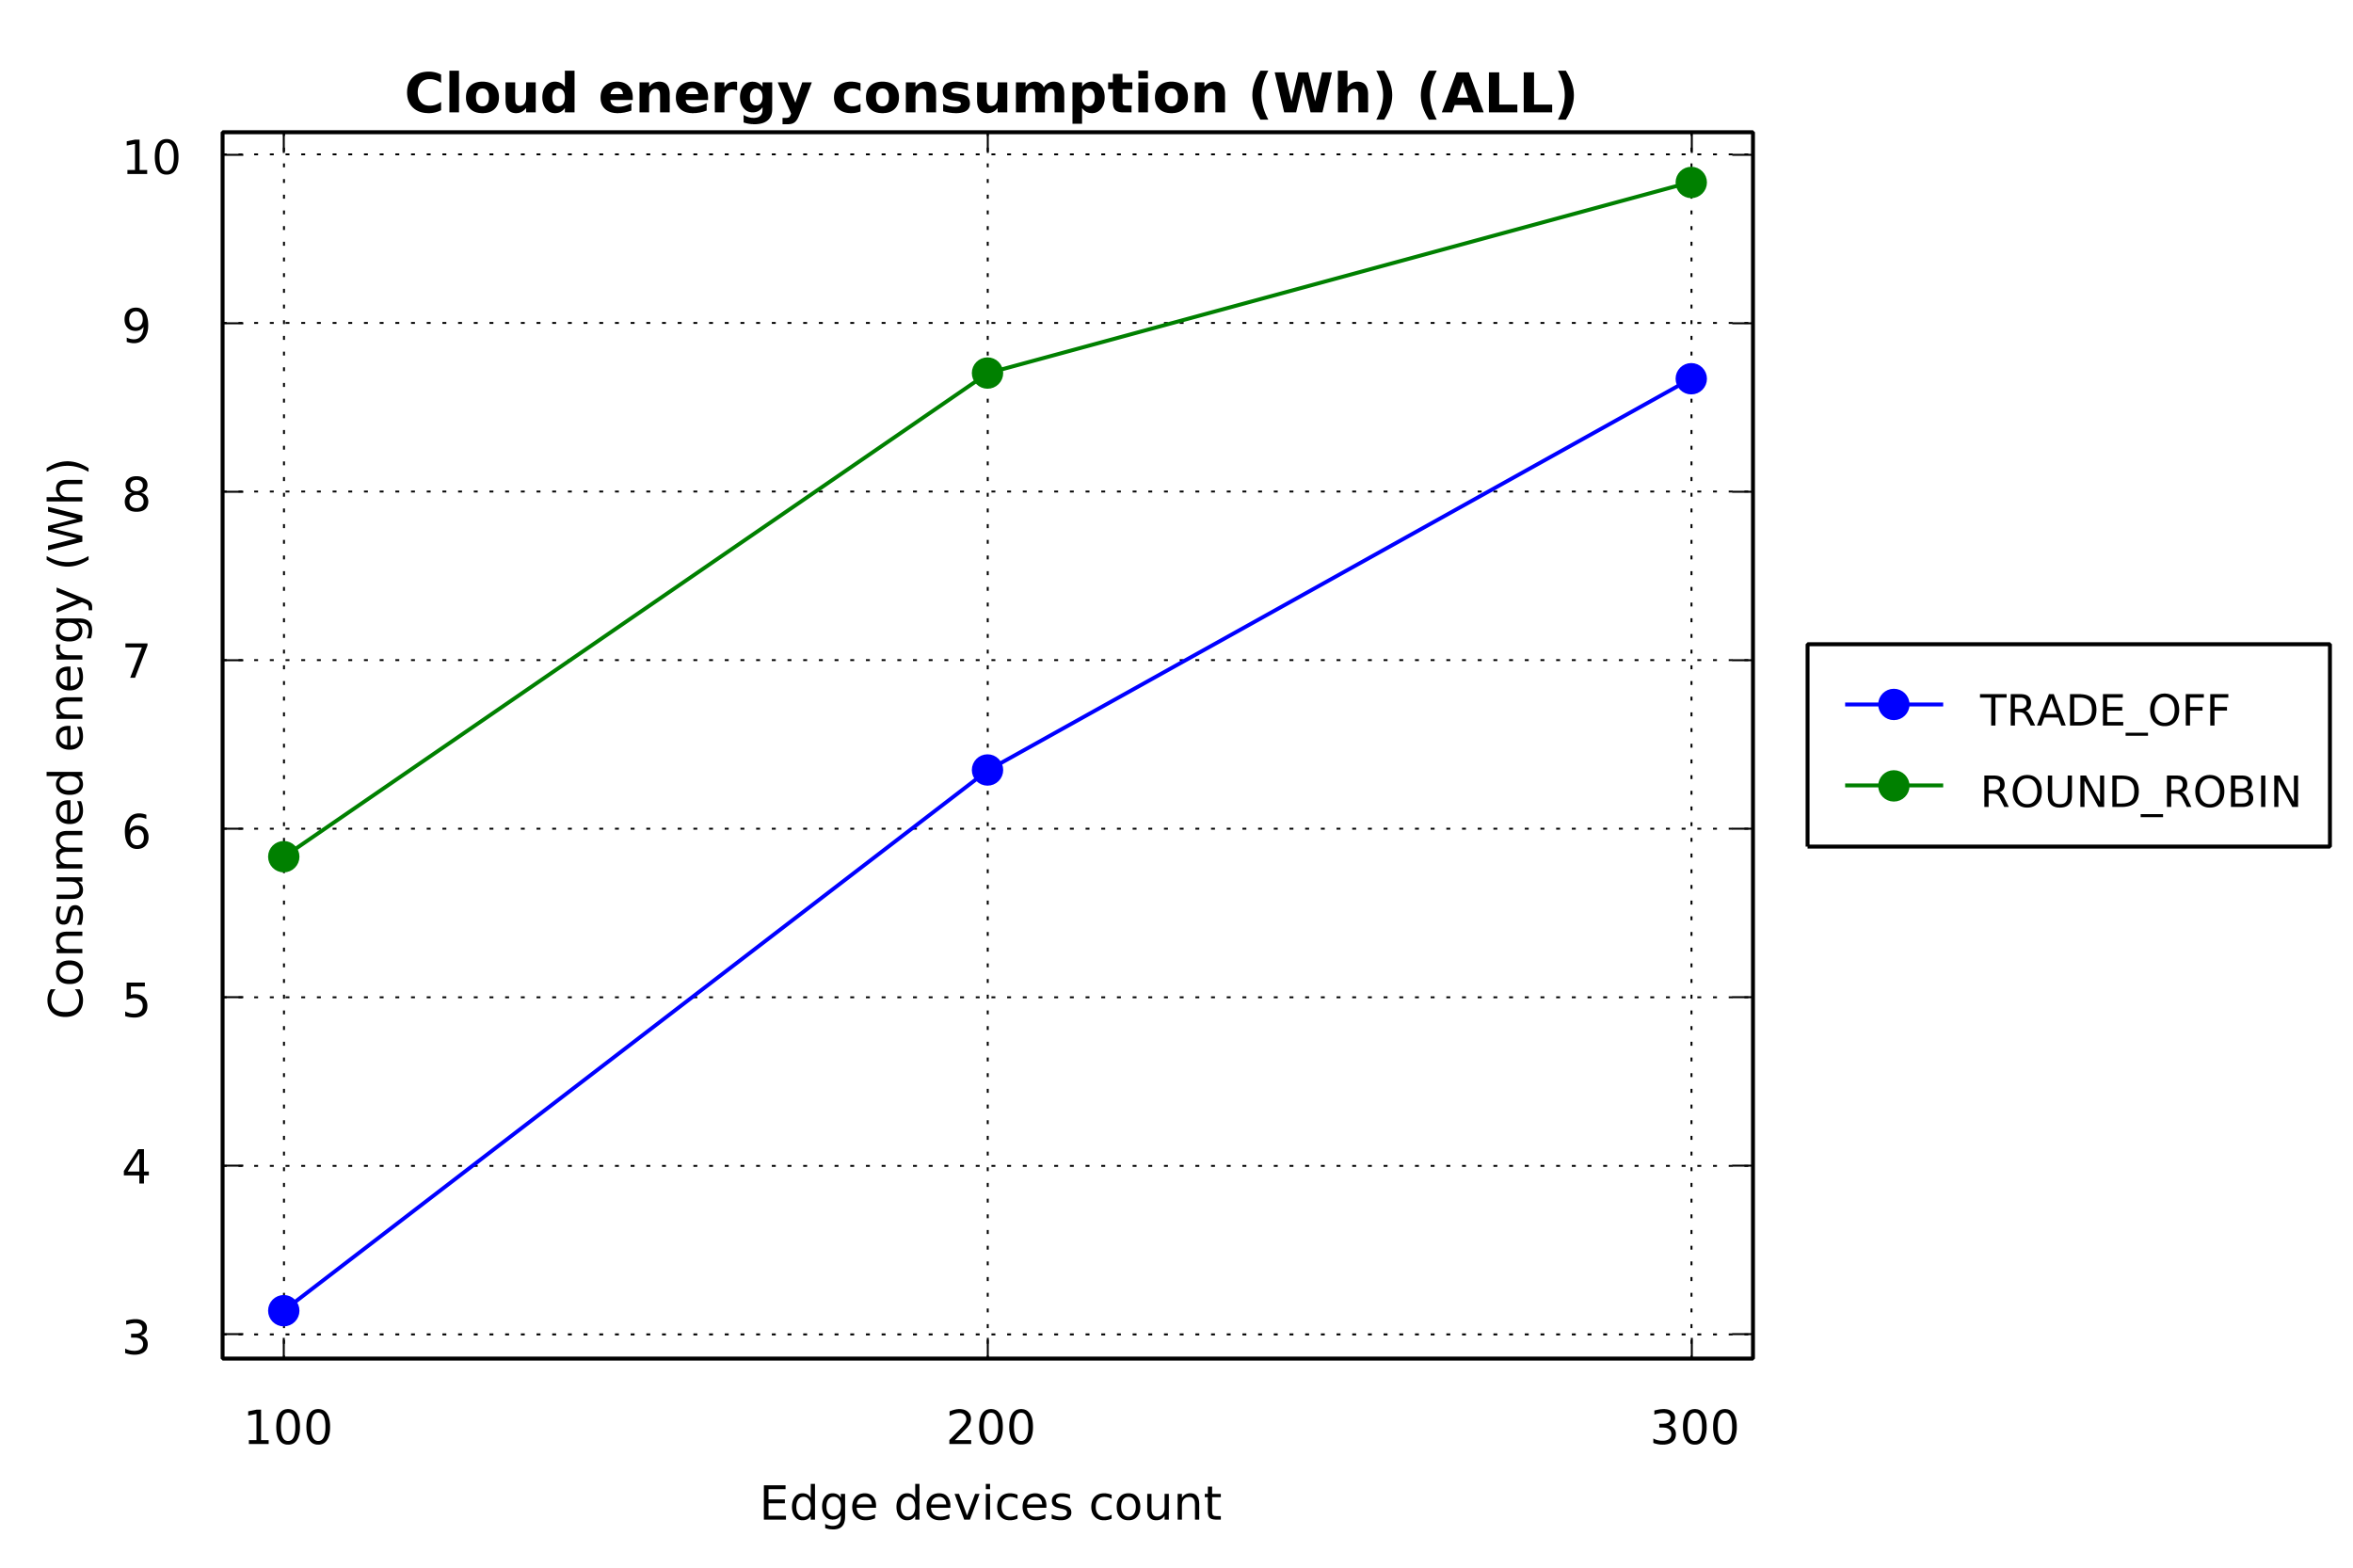 Cloud energy consumption (Wh) (ALL)
Consumed energy (Wh)
10
9
8
7
6
5
4
3
100 200 300
Edge devices count
TRADE_OFF
ROUND_ROBIN